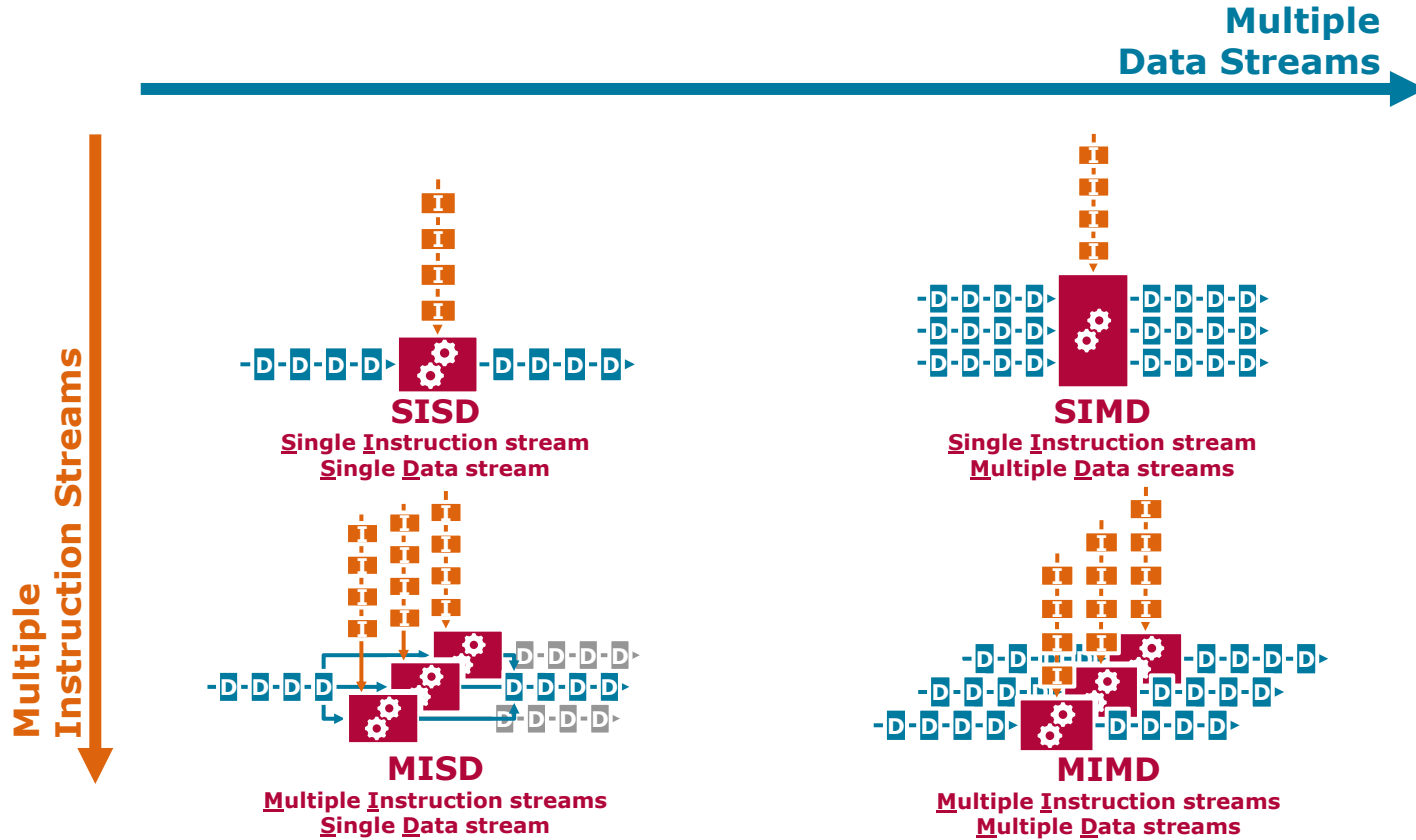 Multiple
Data Streams
Multiple
Instruction Streams
I
I
I
I
D D D D D D D D
SISD
Single Instruction stream
Single Data stream
I
I
I
I
D D D D D D D D
D D D D D D D D
D D D D D D D D
SIMD
Single Instruction stream
Multiple Data streams
I I I
I I I
I I I
I I I
D D D D
D D D D D D D D
D D D D
MISD
Multiple Instruction streams
Single Data stream
I I I
I I I
I I I
I I I
D D D D D D D D
D D D D D D D D
D D D D D D D D
MIMD
Multiple Instruction streams
Multiple Data streams